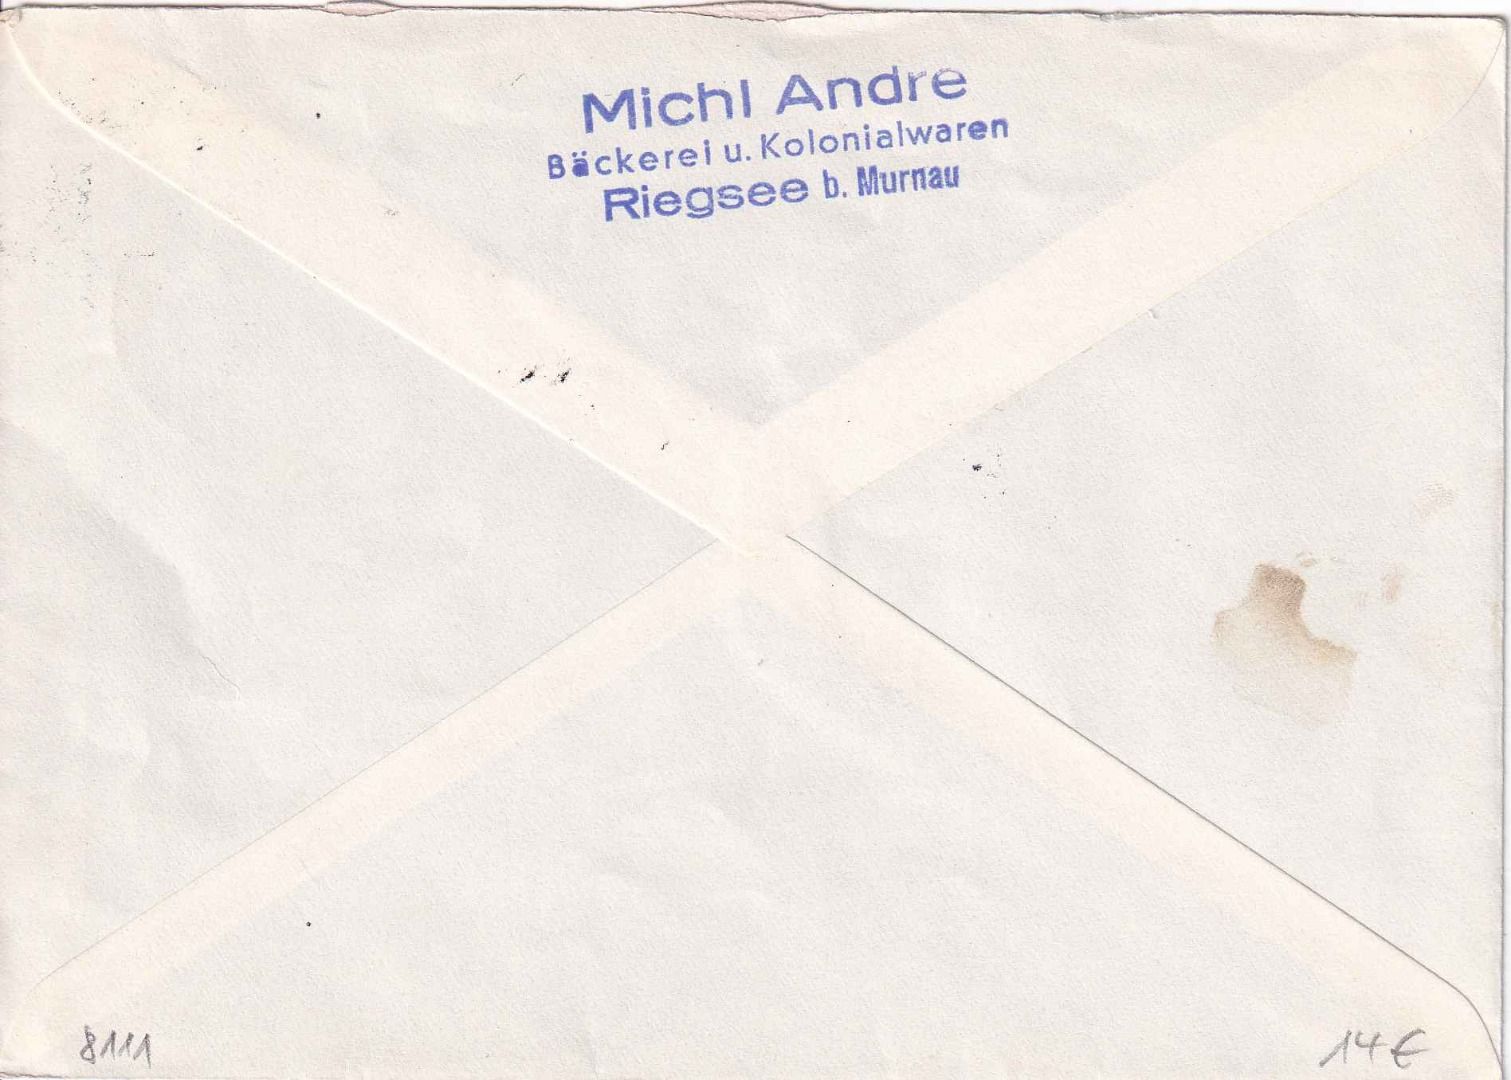 Michl Andre
Bäckerei u. Kolonialwaren
Riegsee b. Murnau
8111
14€